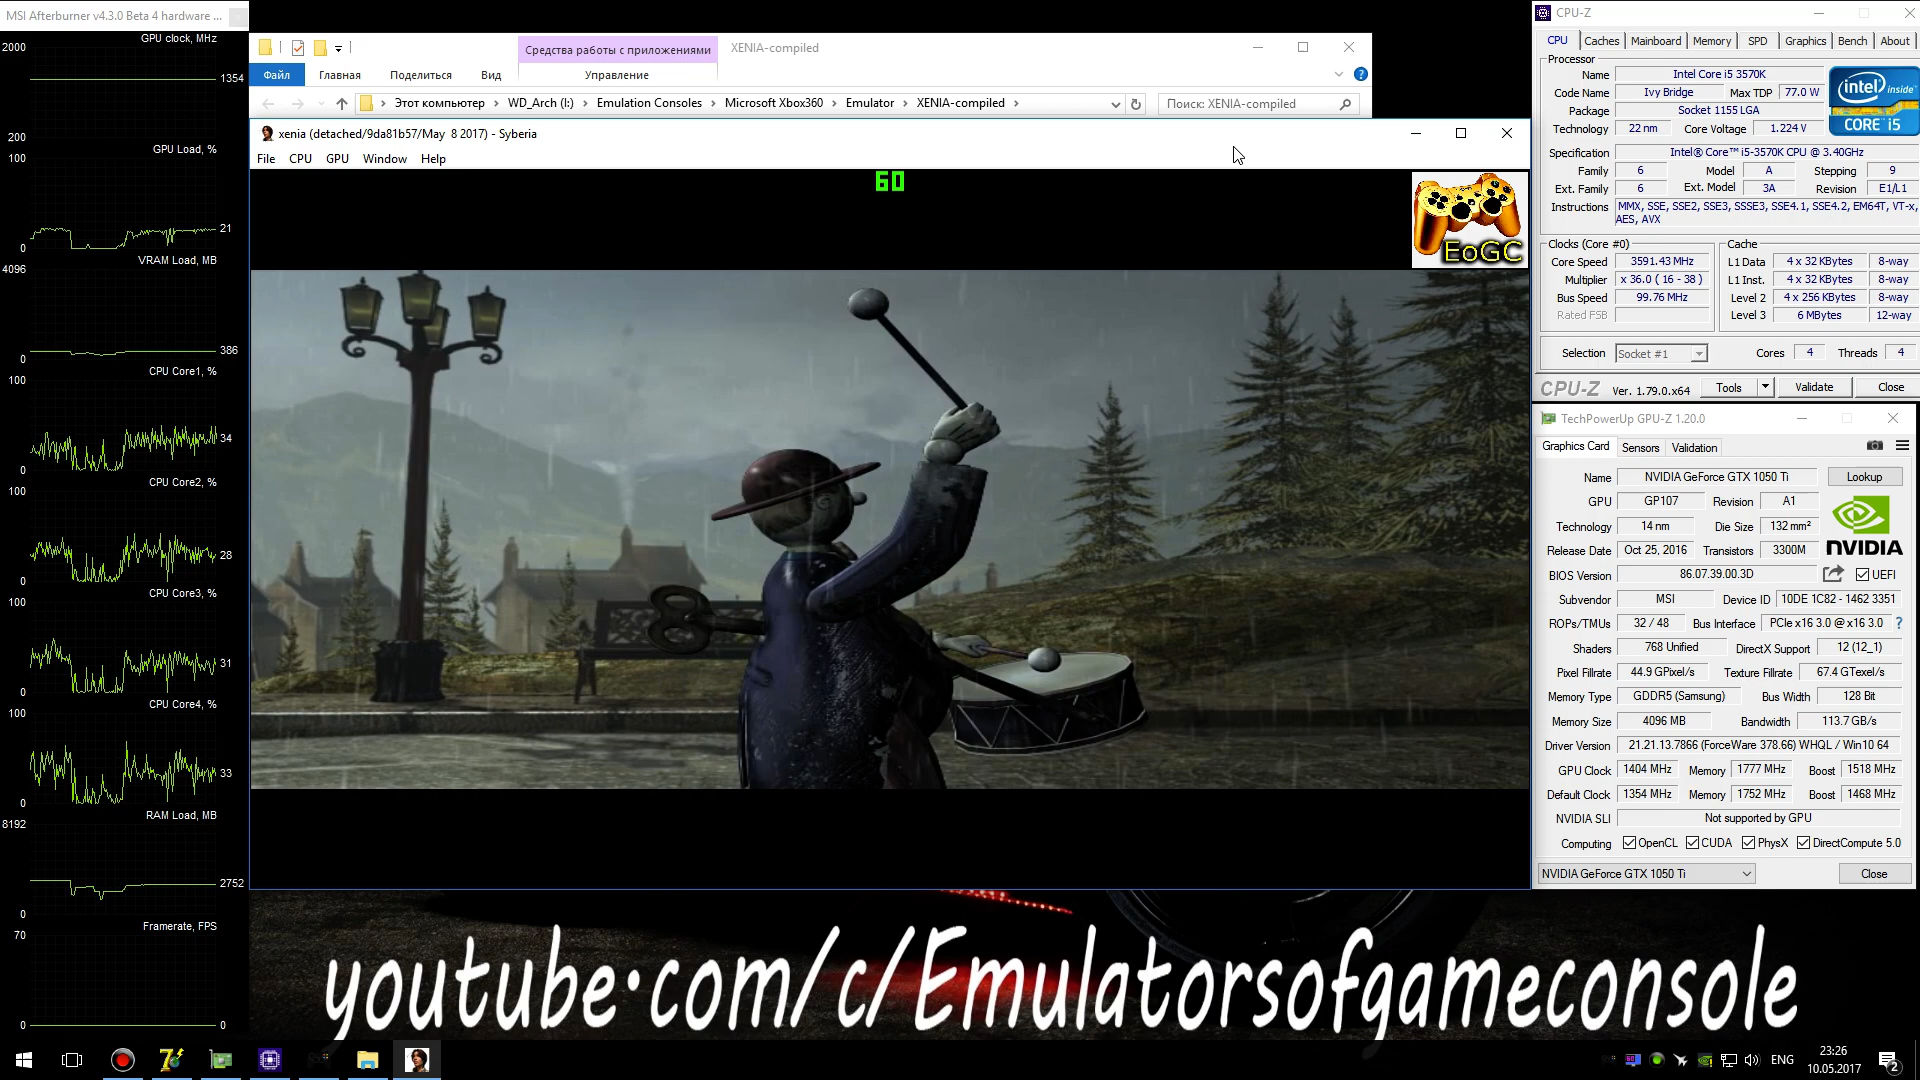 MSI Afterburner v4.3.0 Beta 4 hardware ...
GPU clock, MHz
2000
1354
200
GPU Load, %
100
21
0
VRAM Load, MB
4096
386
0
CPU Core1, %
100
34
0
CPU Core2, %
100
28
0
CPU Core3, %
100
31
0
CPU Core4, %
100
33
0
RAM Load, MB
8192
2752
0
Framerate, FPS
70
0
0
Средства работы с приложениями
XENIA-compiled
Файл Главная Поделиться Вид Управление
Этот компьютер WD_Arch (I:) Emulation Consoles Microsoft Xbox360 Emulator XENIA-compiled
Поиск: XENIA-compiled
xenia (detached/9da81b57/May 8 2017) - Syberia
File CPU GPU Window Help
60
EoGC
youtube.com/c/Emulatorsofgameconsole
CPU-Z
CPU Caches Mainboard Memory SPD Graphics Bench About
Processor
Name Intel Core i5 3570K
Code Name Ivy Bridge Max TDP 77.0 W
Package Socket 1155 LGA
Technology 22 nm Core Voltage 1.224 V
intel inside
CORE i5
Specification Intel® Core™ i5-3570K CPU @ 3.40GHz
Family 6 Model A Stepping 9
Ext. Family 6 Ext. Model 3A Revision E1/L1
Instructions MMX, SSE, SSE2, SSE3, SSSE3, SSE4.1, SSE4.2, EM64T, VT-x,
AES, AVX
Clocks (Core #0)
Core Speed 3591.43 MHz
Multiplier x 36.0 ( 16 - 38 )
Bus Speed 99.76 MHz
Rated FSB
Cache
L1 Data 4 x 32 KBytes 8-way
L1 Inst. 4 x 32 KBytes 8-way
Level 2 4 x 256 KBytes 8-way
Level 3 6 MBytes 12-way
Selection Socket #1 Cores 4 Threads 4
CPU-Z Ver. 1.79.0.x64 Tools Validate Close
TechPowerUp GPU-Z 1.20.0
Graphics Card Sensors Validation
Name NVIDIA GeForce GTX 1050 Ti Lookup
GPU GP107 Revision A1
Technology 14 nm Die Size 132 mm²
Release Date Oct 25, 2016 Transistors 3300M
NVIDIA
BIOS Version 86.07.39.00.3D UEFI
Subvendor MSI Device ID 10DE 1C82 - 1462 3351
ROPs/TMUs 32 / 48 Bus Interface PCIe x16 3.0 @ x16 3.0 ?
Shaders 768 Unified DirectX Support 12 (12_1)
Pixel Fillrate 44.9 GPixel/s Texture Fillrate 67.4 GTexel/s
Memory Type GDDR5 (Samsung) Bus Width 128 Bit
Memory Size 4096 MB Bandwidth 113.7 GB/s
Driver Version 21.21.13.7866 (ForceWare 378.66) WHQL / Win10 64
GPU Clock 1404 MHz Memory 1777 MHz Boost 1518 MHz
Default Clock 1354 MHz Memory 1752 MHz Boost 1468 MHz
NVIDIA SLI Not supported by GPU
Computing OpenCL CUDA PhysX DirectCompute 5.0
NVIDIA GeForce GTX 1050 Ti Close
ENG
23:26
10.05.2017
2